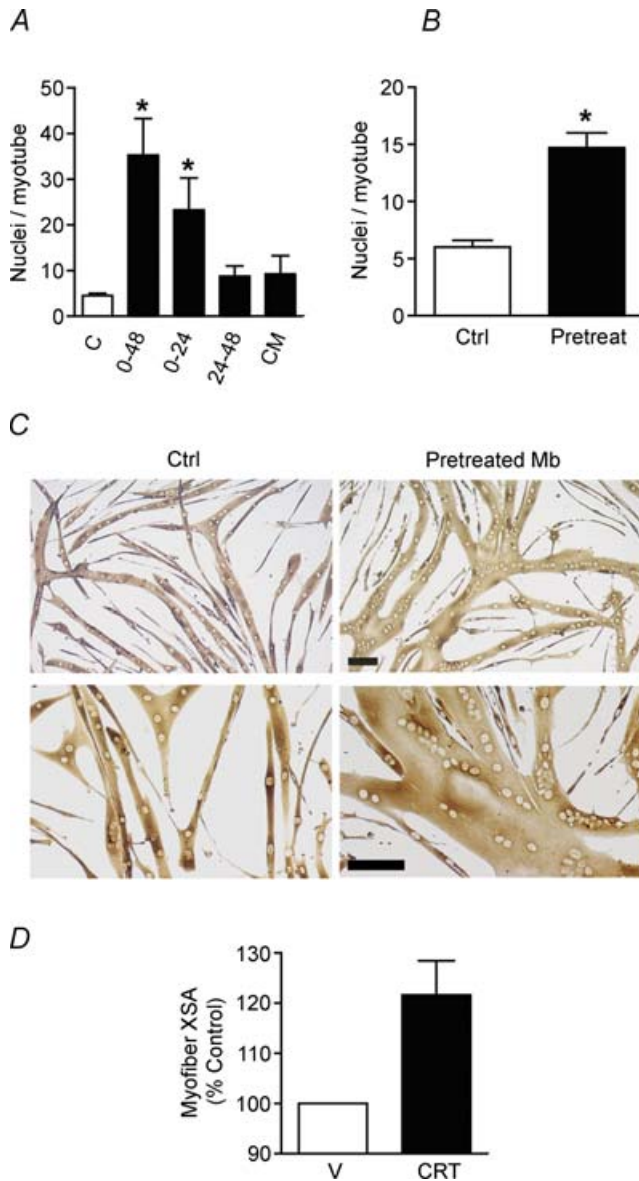 A
B
50
40
30
20
10
0
Nuclei / myotube
*
*
C
0-48
0-24
24-48
CM
20
15
10
5
0
Nuclei / myotube
*
Ctrl
Pretreat
C
Ctrl
Pretreated Mb
D
130
120
110
100
90
Myofiber XSA
(% Control)
V
CRT